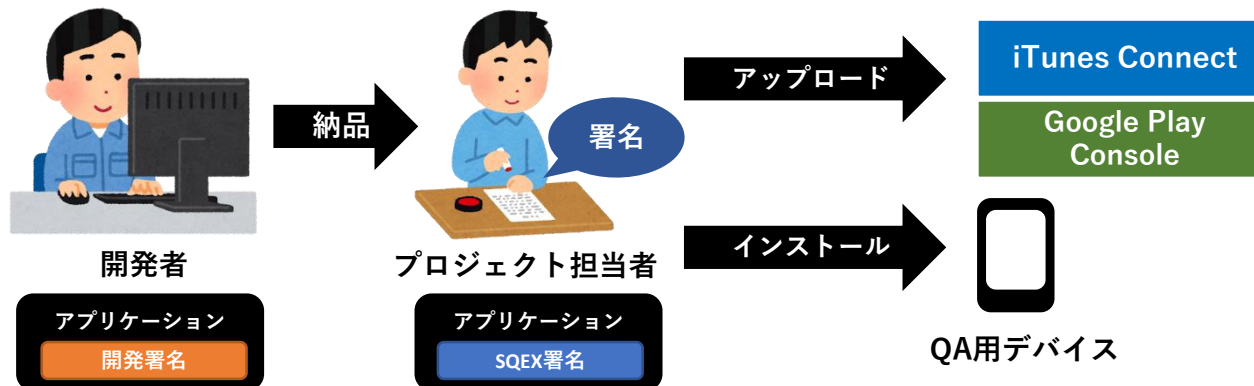 納品
署名
アップロード
インストール
iTunes Connect
Google Play
Console
開発者
プロジェクト担当者
QA用デバイス
アプリケーション
開発署名
アプリケーション
SQEX署名